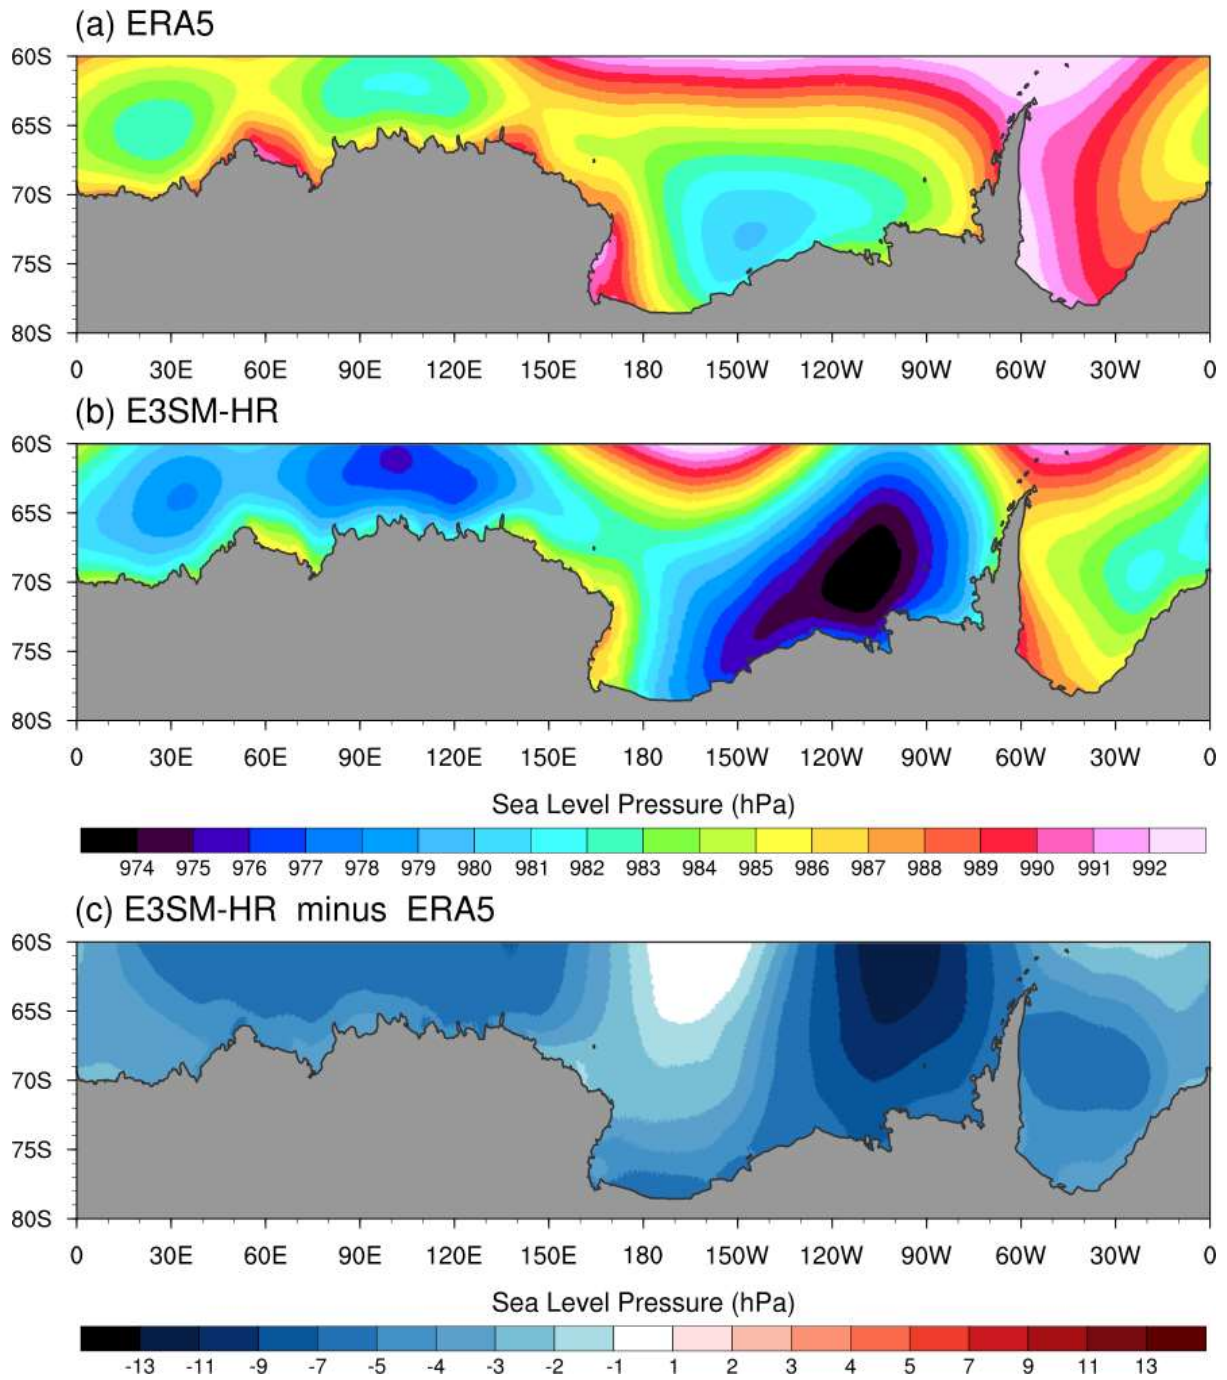 (a) ERA5
60S
65S
70S
75S
80S
0 30E 60E 90E 120E 150E 180 150W 120W 90W 60W 30W 0
(b) E3SM-HR
60S
65S
70S
75S
80S
0 30E 60E 90E 120E 150E 180 150W 120W 90W 60W 30W 0
Sea Level Pressure (hPa)
974 975 976 977 978 979 980 981 982 983 984 985 986 987 988 989 990 991 992
(c) E3SM-HR minus ERA5
60S
65S
70S
75S
80S
0 30E 60E 90E 120E 150E 180 150W 120W 90W 60W 30W 0
Sea Level Pressure (hPa)
-13 -11 -9 -7 -5 -4 -3 -2 -1 1 2 3 4 5 7 9 11 13